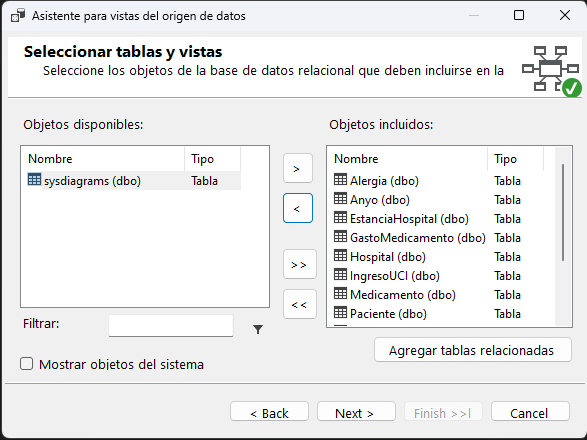 Asistente para vistas del origen de datos
Seleccionar tablas y vistas
Seleccione los objetos de la base de datos relacional que deben incluirse en la
Objetos disponibles:
Nombre Tipo
sysdiagrams (dbo) Tabla
Filtrar:
Mostrar objetos del sistema
>
<
>>
<<
Objetos incluidos:
Nombre Tipo
Alergia (dbo) Tabla
Anyo (dbo) Tabla
EstanciaHospital (dbo) Tabla
GastoMedicamento (dbo) Tabla
Hospital (dbo) Tabla
IngresoUCI (dbo) Tabla
Medicamento (dbo) Tabla
Paciente (dbo) Tabla
Agregar tablas relacionadas
< Back Next > Finish >>| Cancel